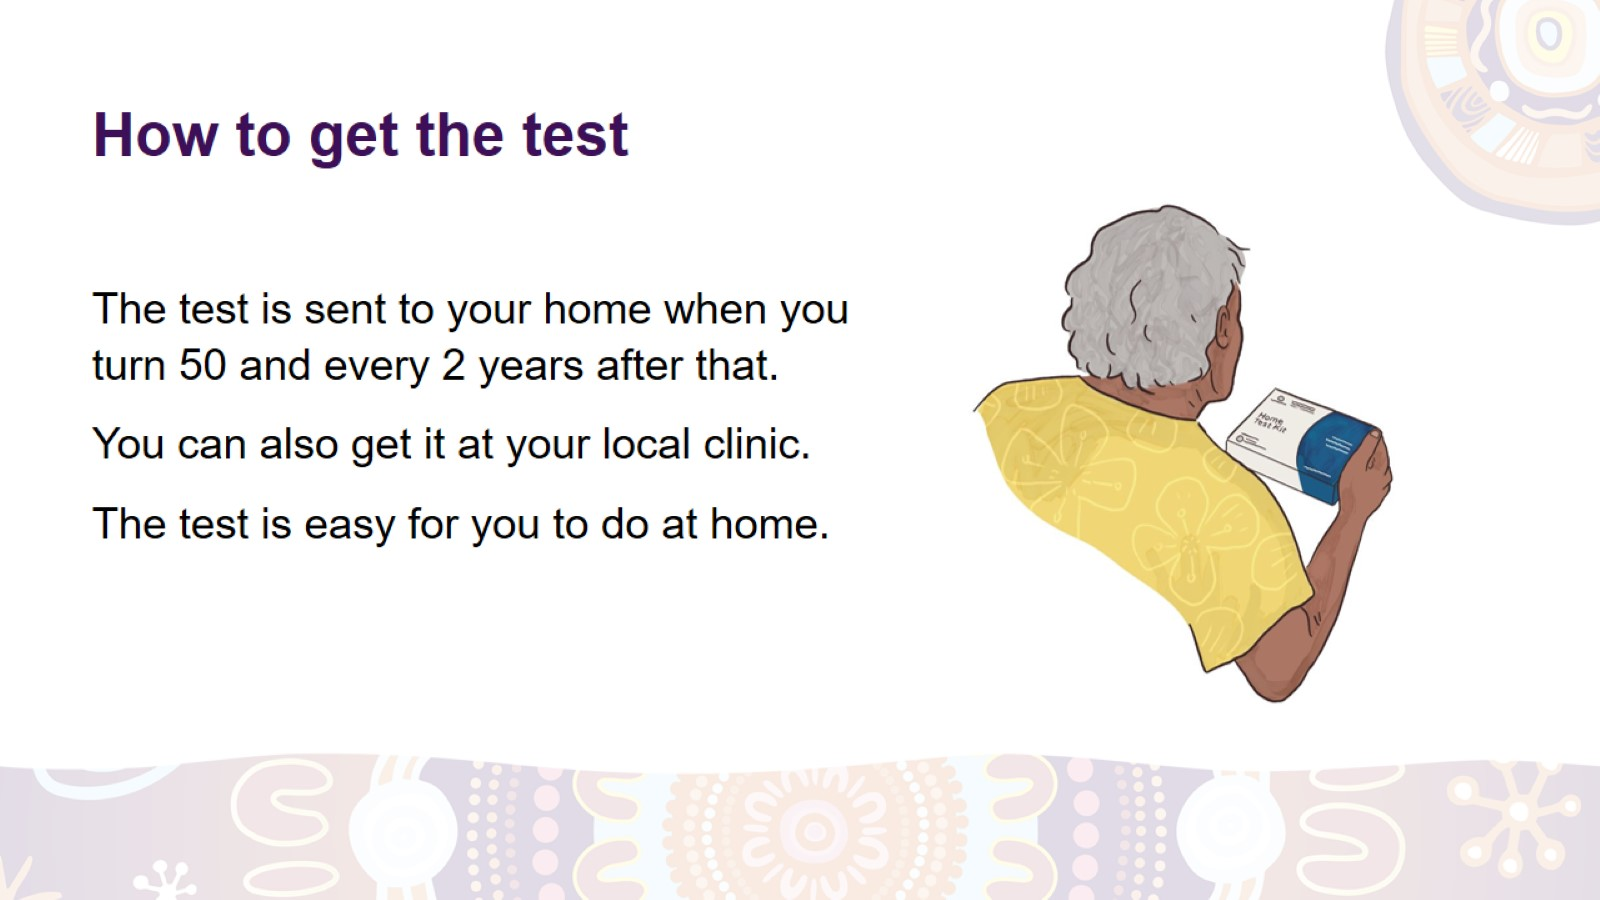 How to get the test
The test is sent to your home when you
turn 50 and every 2 years after that.
You can also get it at your local clinic.
The test is easy for you to do at home.
Home
Test Kit